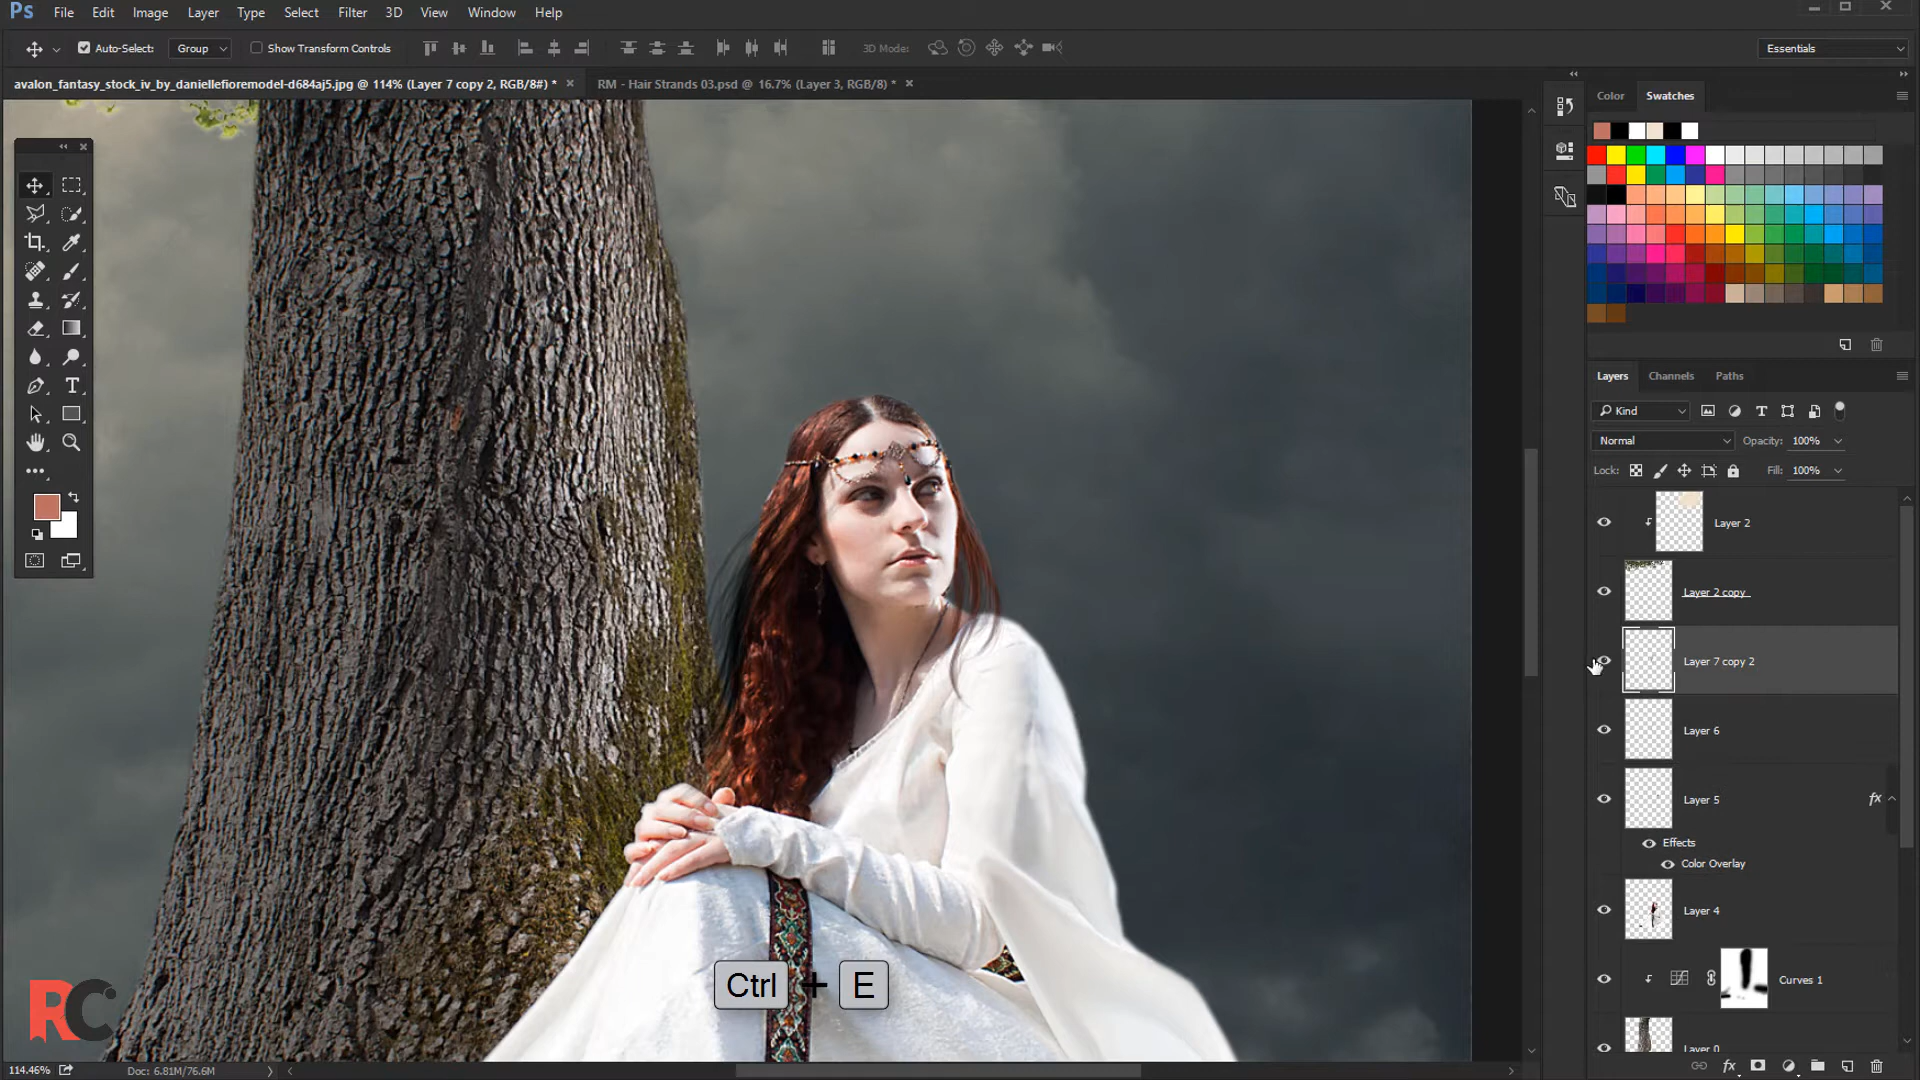 Ps File Edit Image Layer Type Select Filter 3D View Window Help
Auto-Select: Group Show Transform Controls 3D Mode: Essentials
avalon_fantasy_stock_iv_by_daniellefioremodel-d684aj5.jpg @ 114% (Layer 7 copy 2, RGB/8#) * × RM - Hair Strands 03.psd @ 16.7% (Layer 3, RGB/8) * ×
Color Swatches
Layers Channels Paths
Kind
Normal Opacity: 100%
Lock: Fill: 100%
Layer 2
Layer 2 copy
Layer 7 copy 2
Layer 6
Layer 5 fx
Effects
Color Overlay
Layer 4
Curves 1
Layer 0
Ctrl + E
RC
114.46% Doc: 6.81M/76.6M
fx